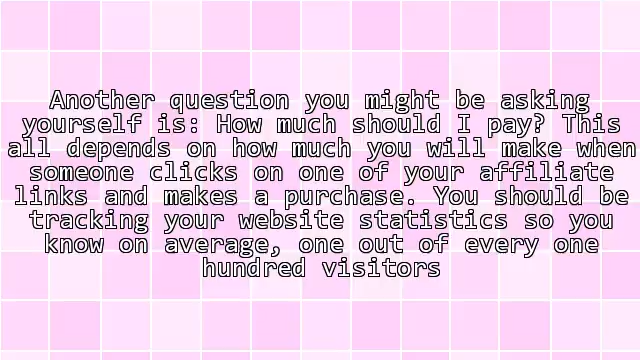 Another question you might be asking
yourself is: How much should I pay? This
all depends on how much you will make when
someone clicks on one of your affiliate
links and makes a purchase. You should be
tracking your website statistics so you
know on average, one out of every one
hundred visitors